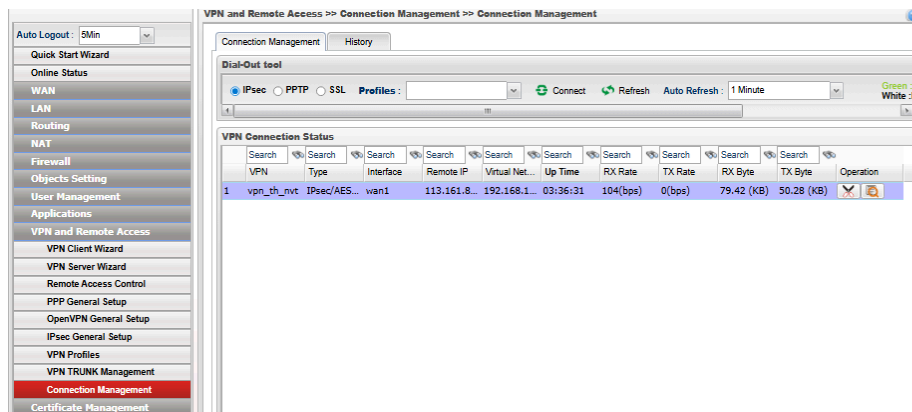 VPN and Remote Access >> Connection Management >> Connection Management
Auto Logout : 5Min
Quick Start Wizard
Online Status
WAN
LAN
Routing
NAT
Firewall
Objects Setting
User Management
Applications
VPN and Remote Access
VPN Client Wizard
VPN Server Wizard
Remote Access Control
PPP General Setup
OpenVPN General Setup
IPsec General Setup
VPN Profiles
VPN TRUNK Management
Connection Management
Certificate Management
Connection Management History
Dial-Out tool
IPsec PPTP SSL Profiles : Connect Refresh Auto Refresh : 1 Minute Green :
White :
VPN Connection Status
Search Search Search Search Search Search Search Search Search Search
VPN Type Interface Remote IP Virtual Net... Up Time RX Rate TX Rate RX Byte TX Byte Operation
1 vpn_th_nvt IPsec/AES... wan1 113.161.8... 192.168.1... 03:36:31 104(bps) 0(bps) 79.42 (KB) 50.28 (KB)